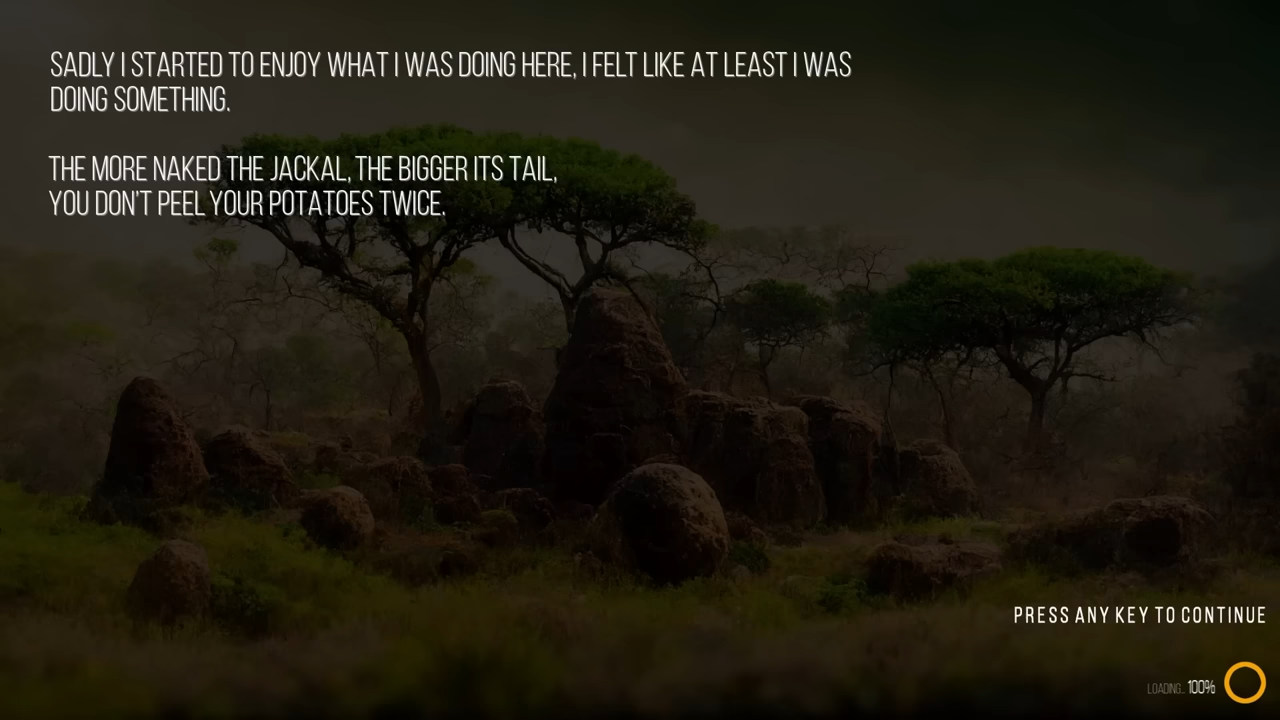 SADLY I STARTED TO ENJOY WHAT I WAS DOING HERE, I FELT LIKE AT LEAST I WAS
DOING SOMETHING.
THE MORE NAKED THE JACKAL, THE BIGGER ITS TAIL,
YOU DON'T PEEL YOUR POTATOES TWICE.
PRESS ANY KEY TO CONTINUE
LOADING... 100%